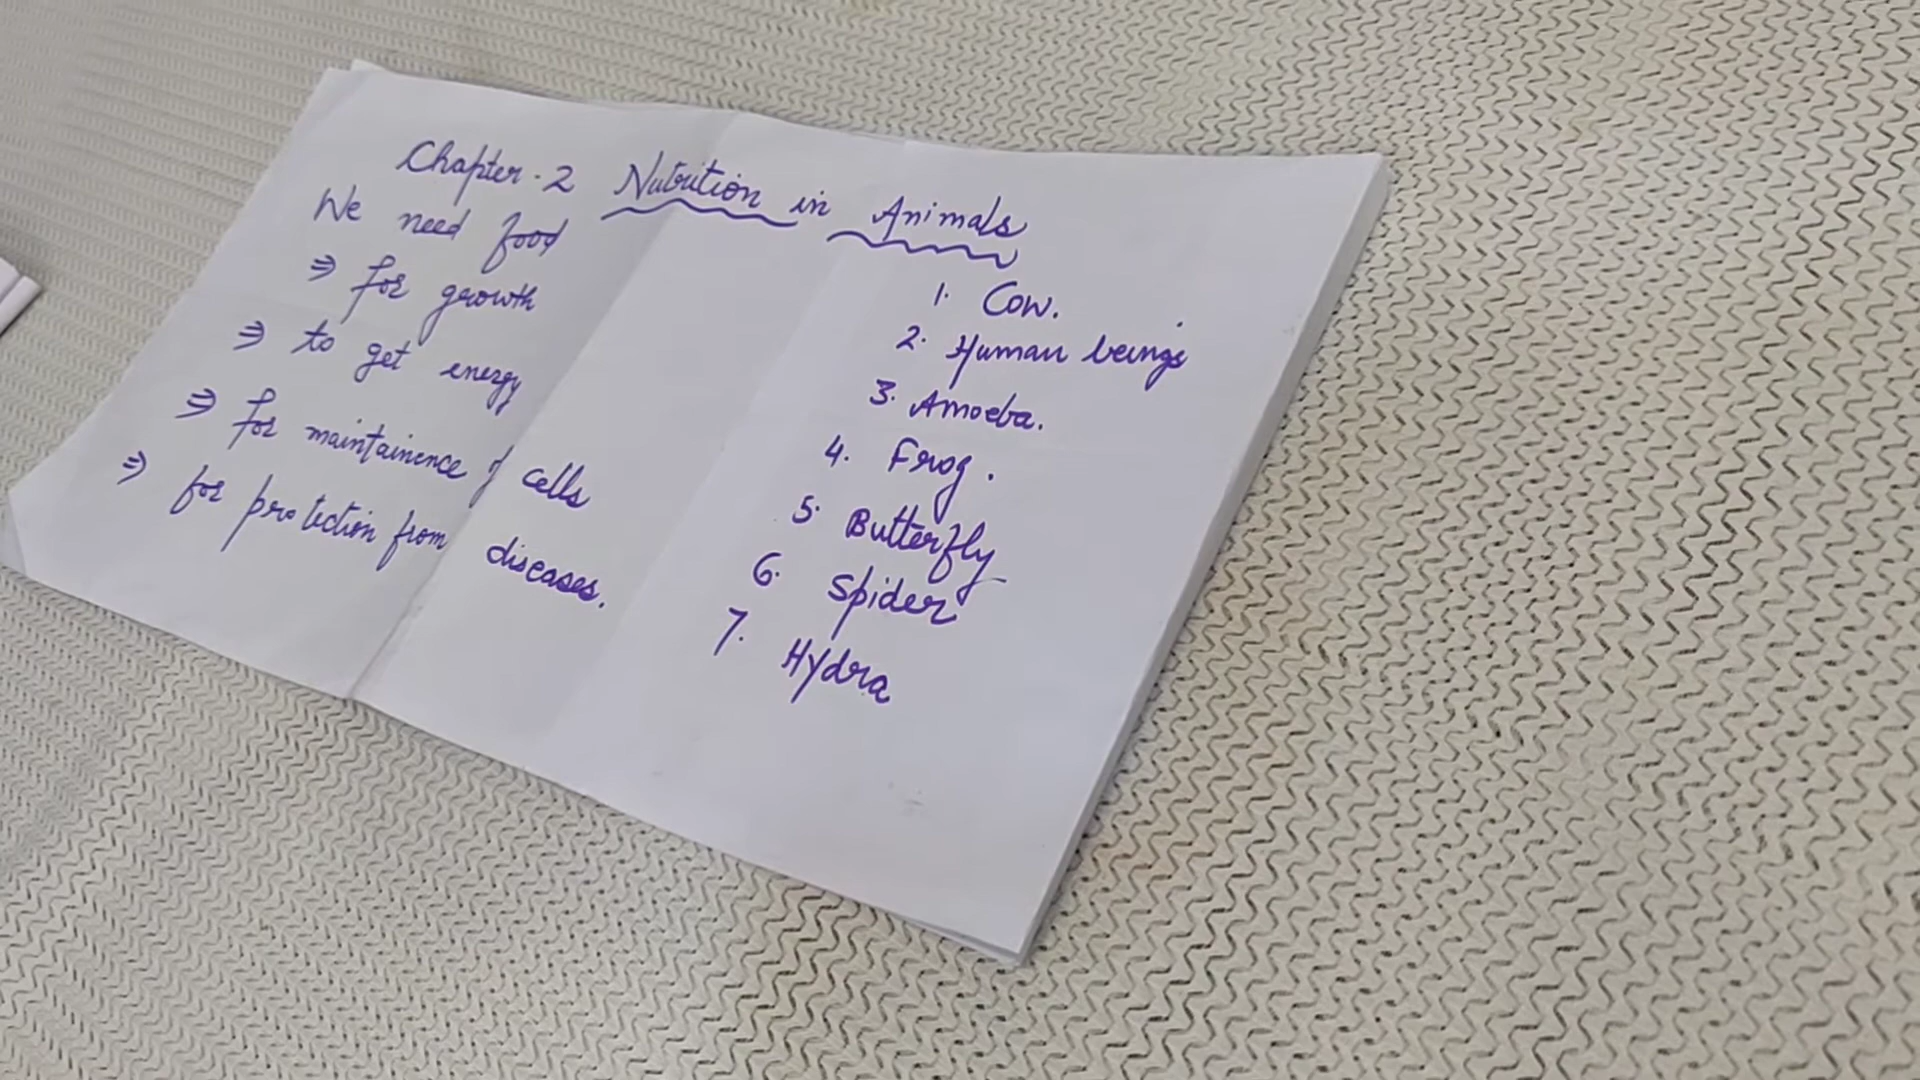 Chapter-2 Nutrition in Animals
We need food
⇒ for growth
⇒ to get energy
⇒ for maintainence of cells
⇒ for protection from diseases.
1. Cow.
2. Human beings
3. Amoeba.
4. Frog.
5. Butterfly
6. Spider
7. Hydra